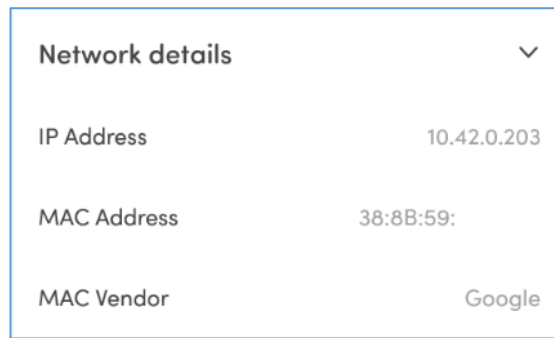 Network details
IP Address 10.42.0.203
MAC Address 38:8B:59:
MAC Vendor Google